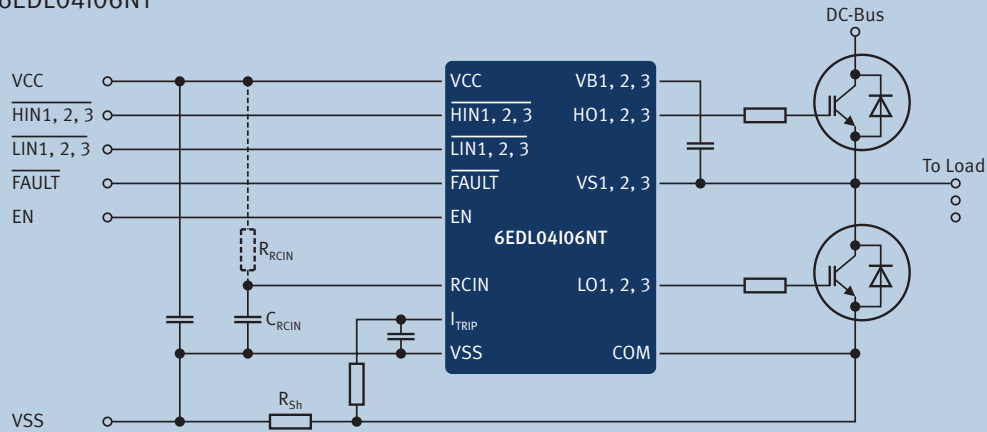 6EDL04I06NT
DC-Bus
VCC
HIN1, 2, 3
LIN1, 2, 3
FAULT
EN
VSS
VCC
HIN1, 2, 3
LIN1, 2, 3
FAULT
EN
RCIN
ITRIP
VSS
6EDL04I06NT
VB1, 2, 3
HO1, 2, 3
VS1, 2, 3
LO1, 2, 3
COM
RRCIN
CRCIN
RSh
To Load